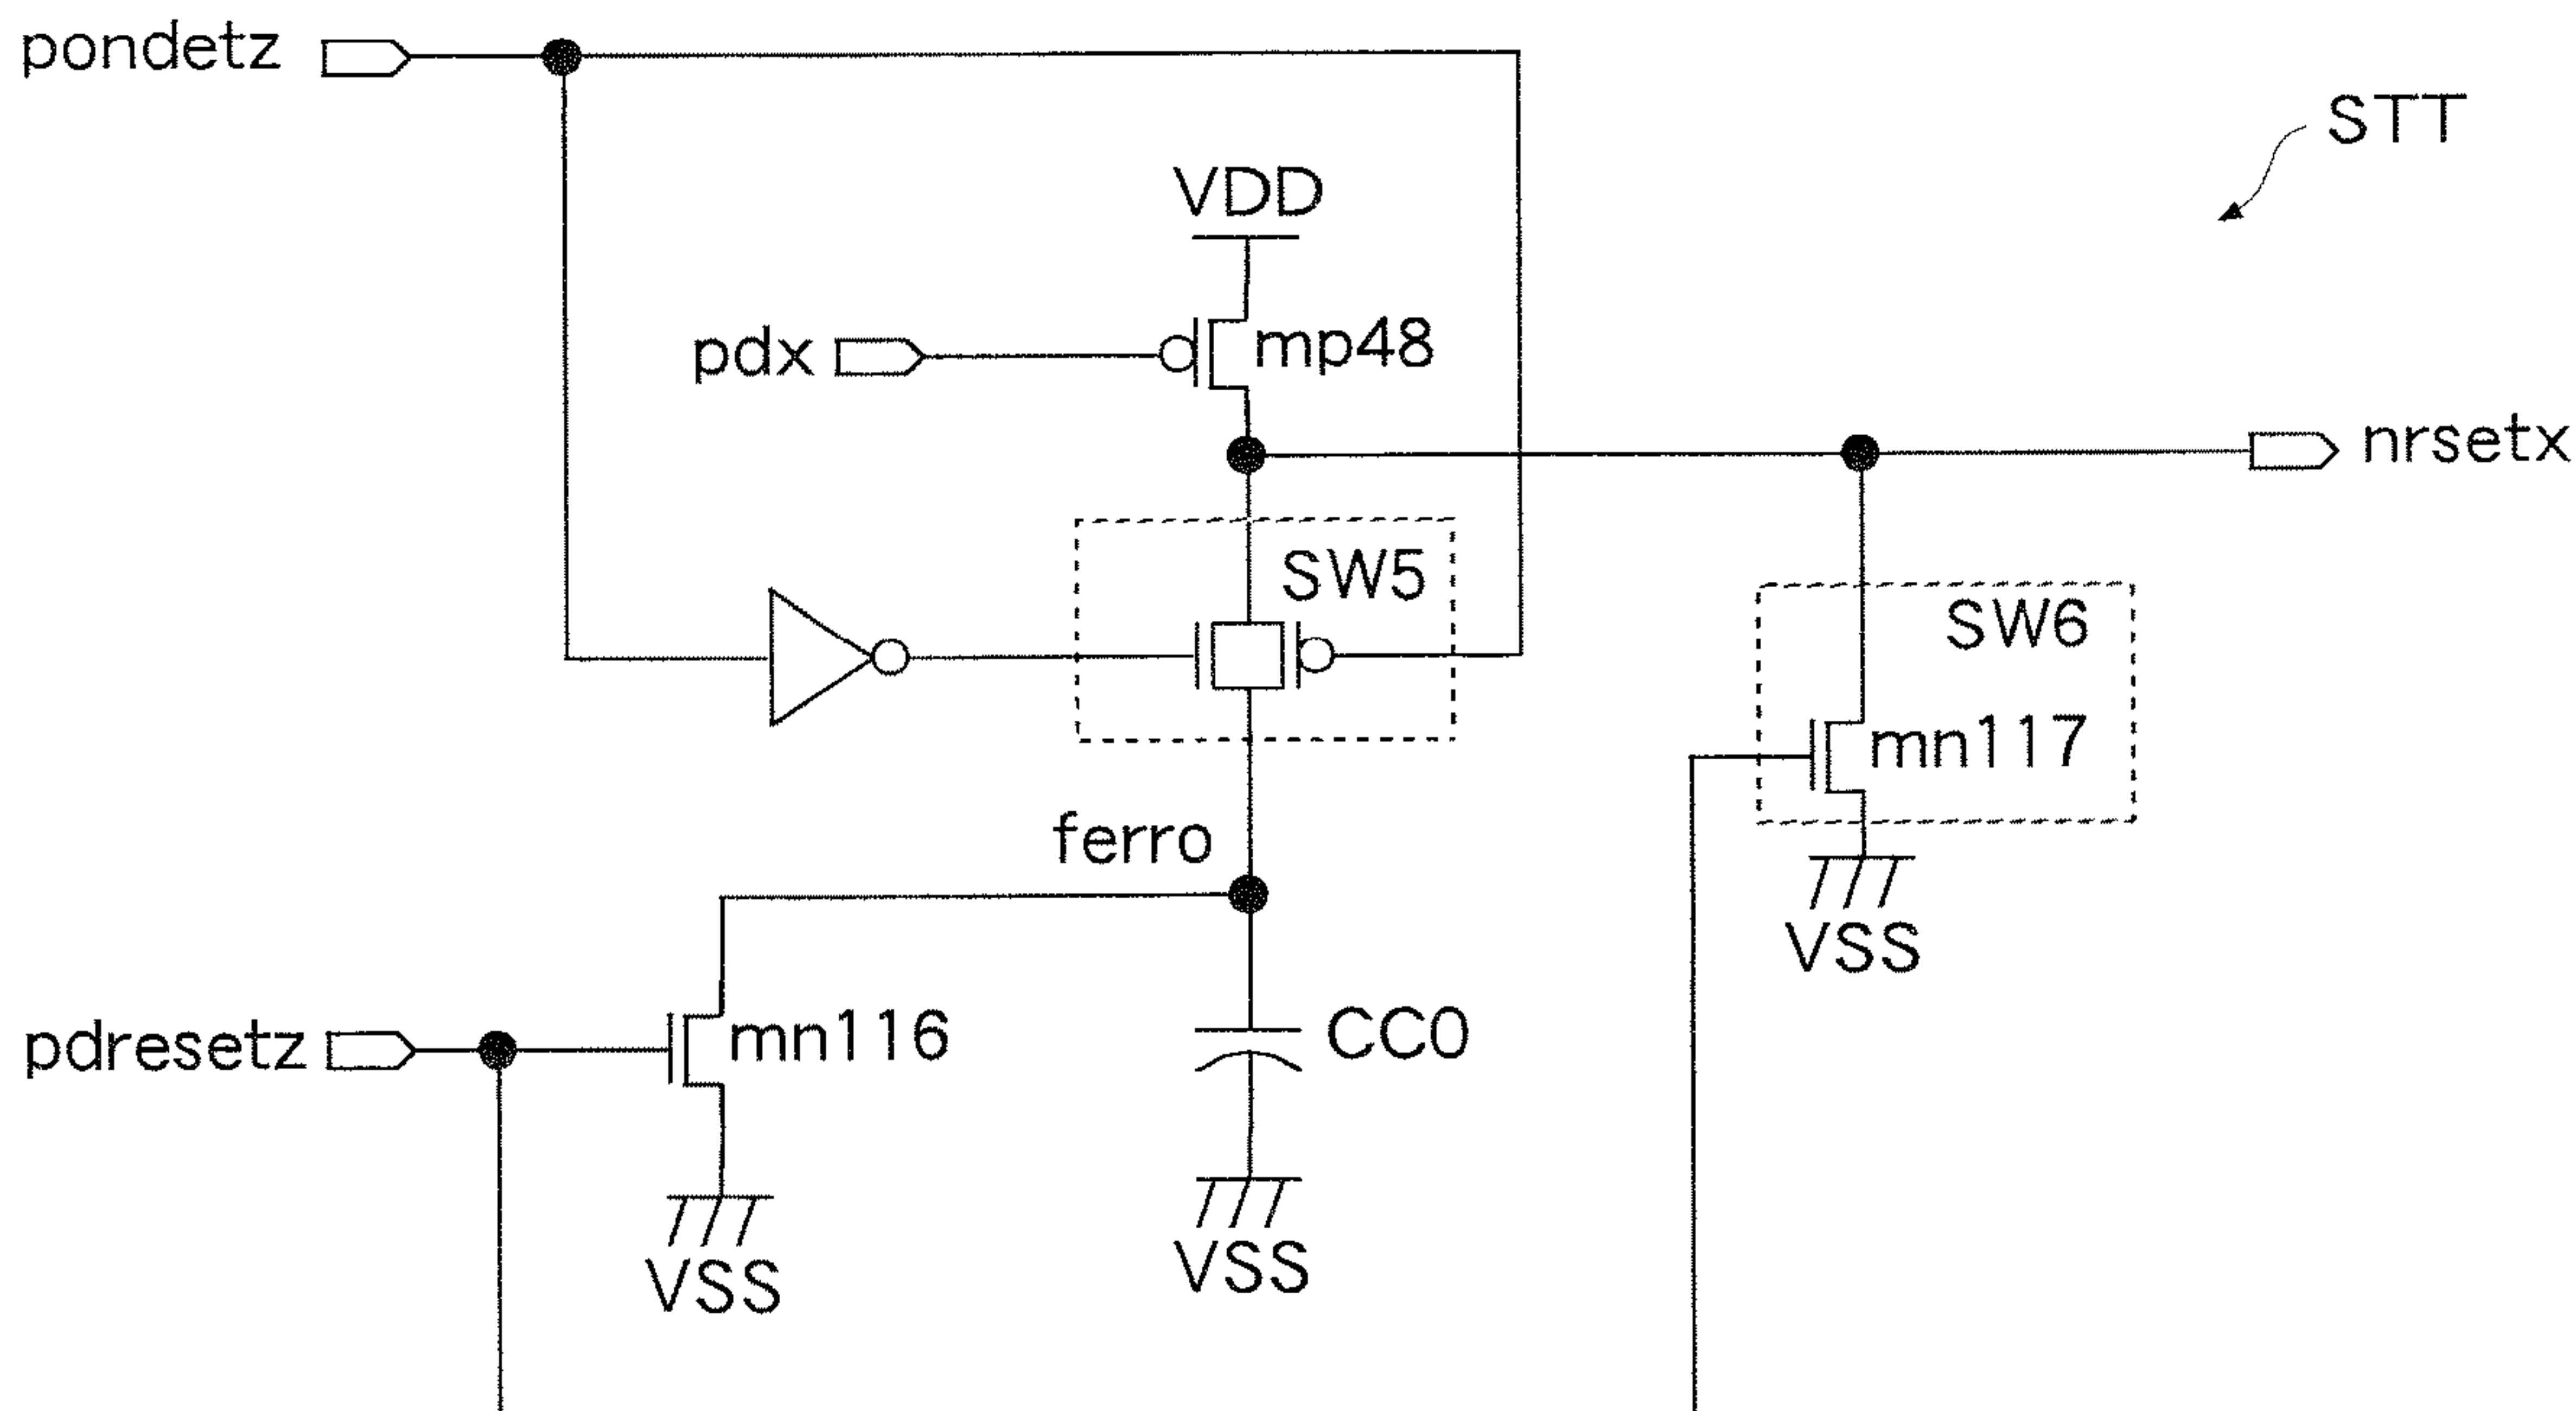 pondetz
STT
VDD
pdx
mp48
nrsetx
SW5
SW6
mn117
ferro
VSS
pdresetz
mn116
CC0
VSS
VSS